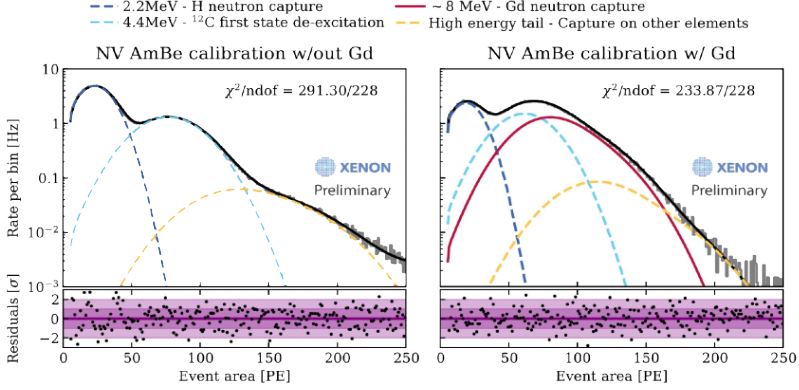 2.2MeV - H neutron capture
~ 8 MeV - Gd neutron capture
4.4MeV - ¹²C first state de-excitation
High energy tail - Capture on other elements
NV AmBe calibration w/out Gd
NV AmBe calibration w/ Gd
10
1
0.1
10⁻²
10⁻³
Rate per bin [Hz]
χ²/ndof = 291.30/228
XENON
Preliminary
χ²/ndof = 233.87/228
XENON
Preliminary
Residuals [σ]
2
0
−2
0 50 100 150 200 250
0 50 100 150 200 250
Event area [PE]
Event area [PE]